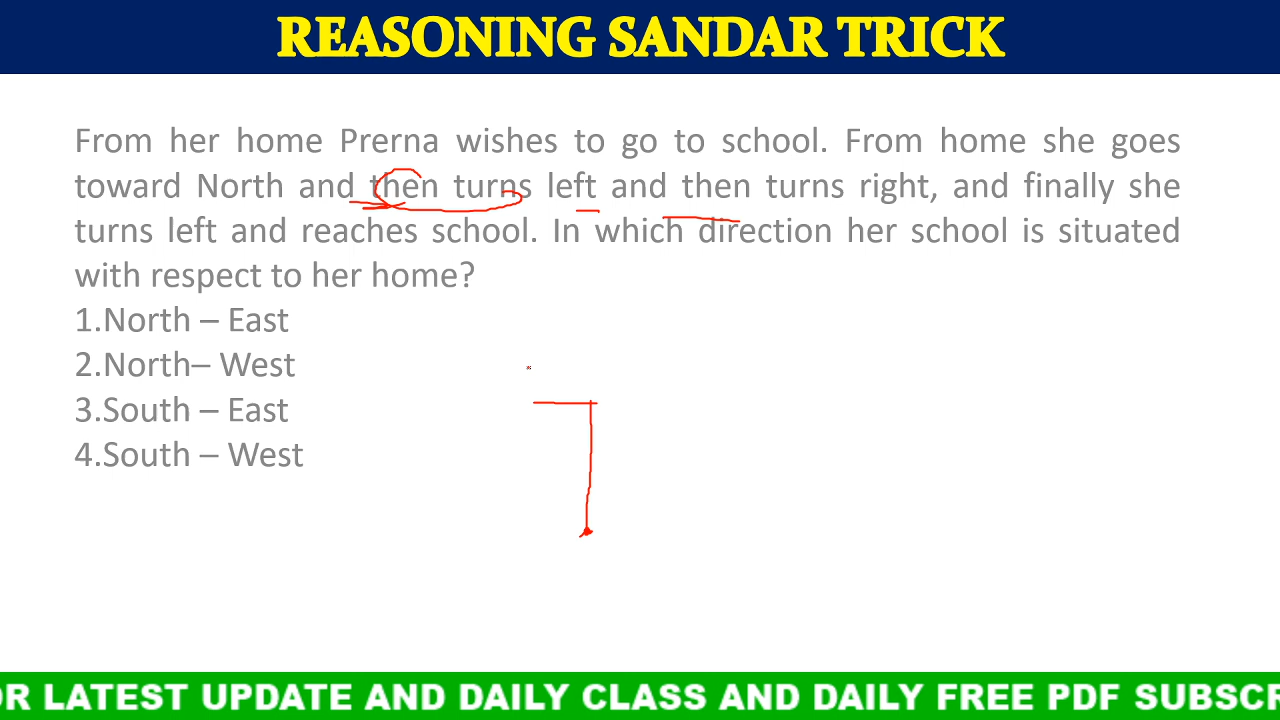 REASONING SANDAR TRICK
From her home Prerna wishes to go to school. From home she goes
toward North and then turns left and then turns right, and finally she
turns left and reaches school. In which direction her school is situated
with respect to her home?
1.North – East
2.North– West
3.South – East
4.South – West
OR LATEST UPDATE AND DAILY CLASS AND DAILY FREE PDF SUBSC